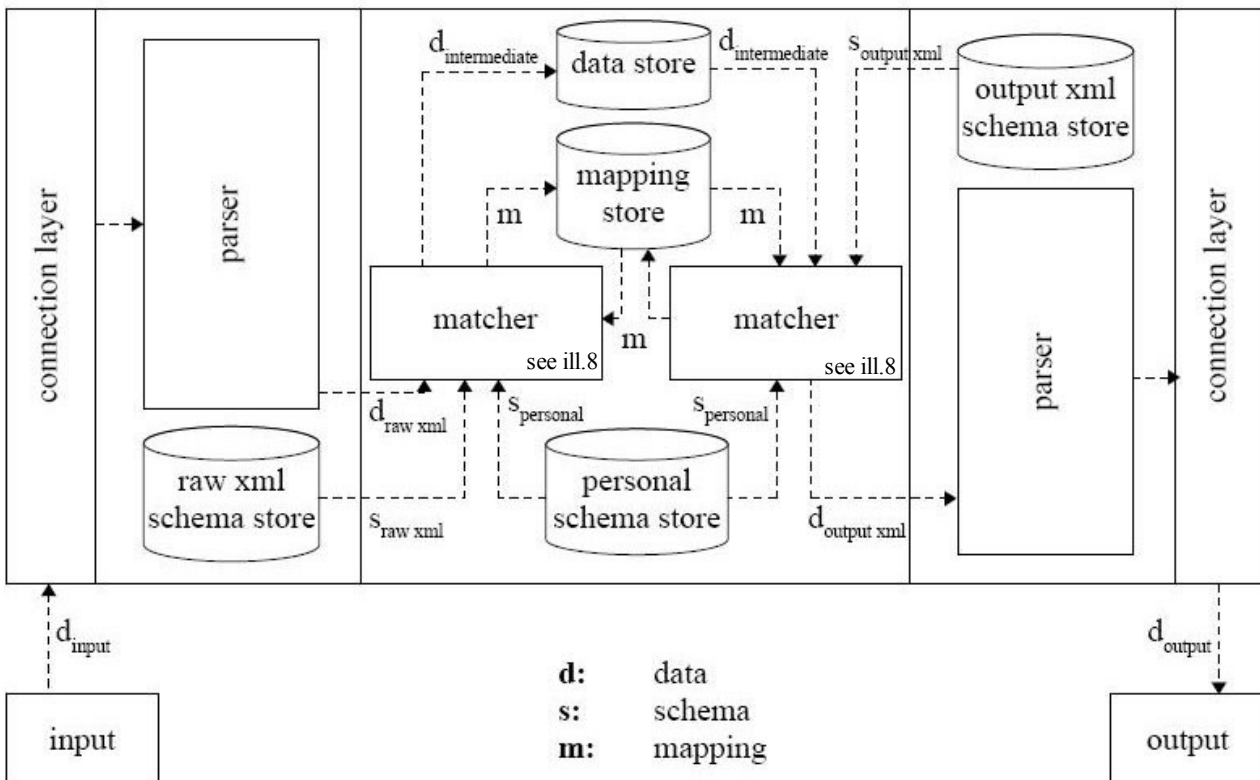 d_intermediate
data store
d_intermediate
s_output xml
output xml
schema store
connection layer
parser
m
mapping
store
m
connection layer
matcher
see ill.8
m
matcher
see ill.8
parser
d_raw xml
s_personal
s_personal
raw xml
schema store
s_raw xml
personal
schema store
d_output xml
d_input
d_output
d: data
s: schema
m: mapping
input
output